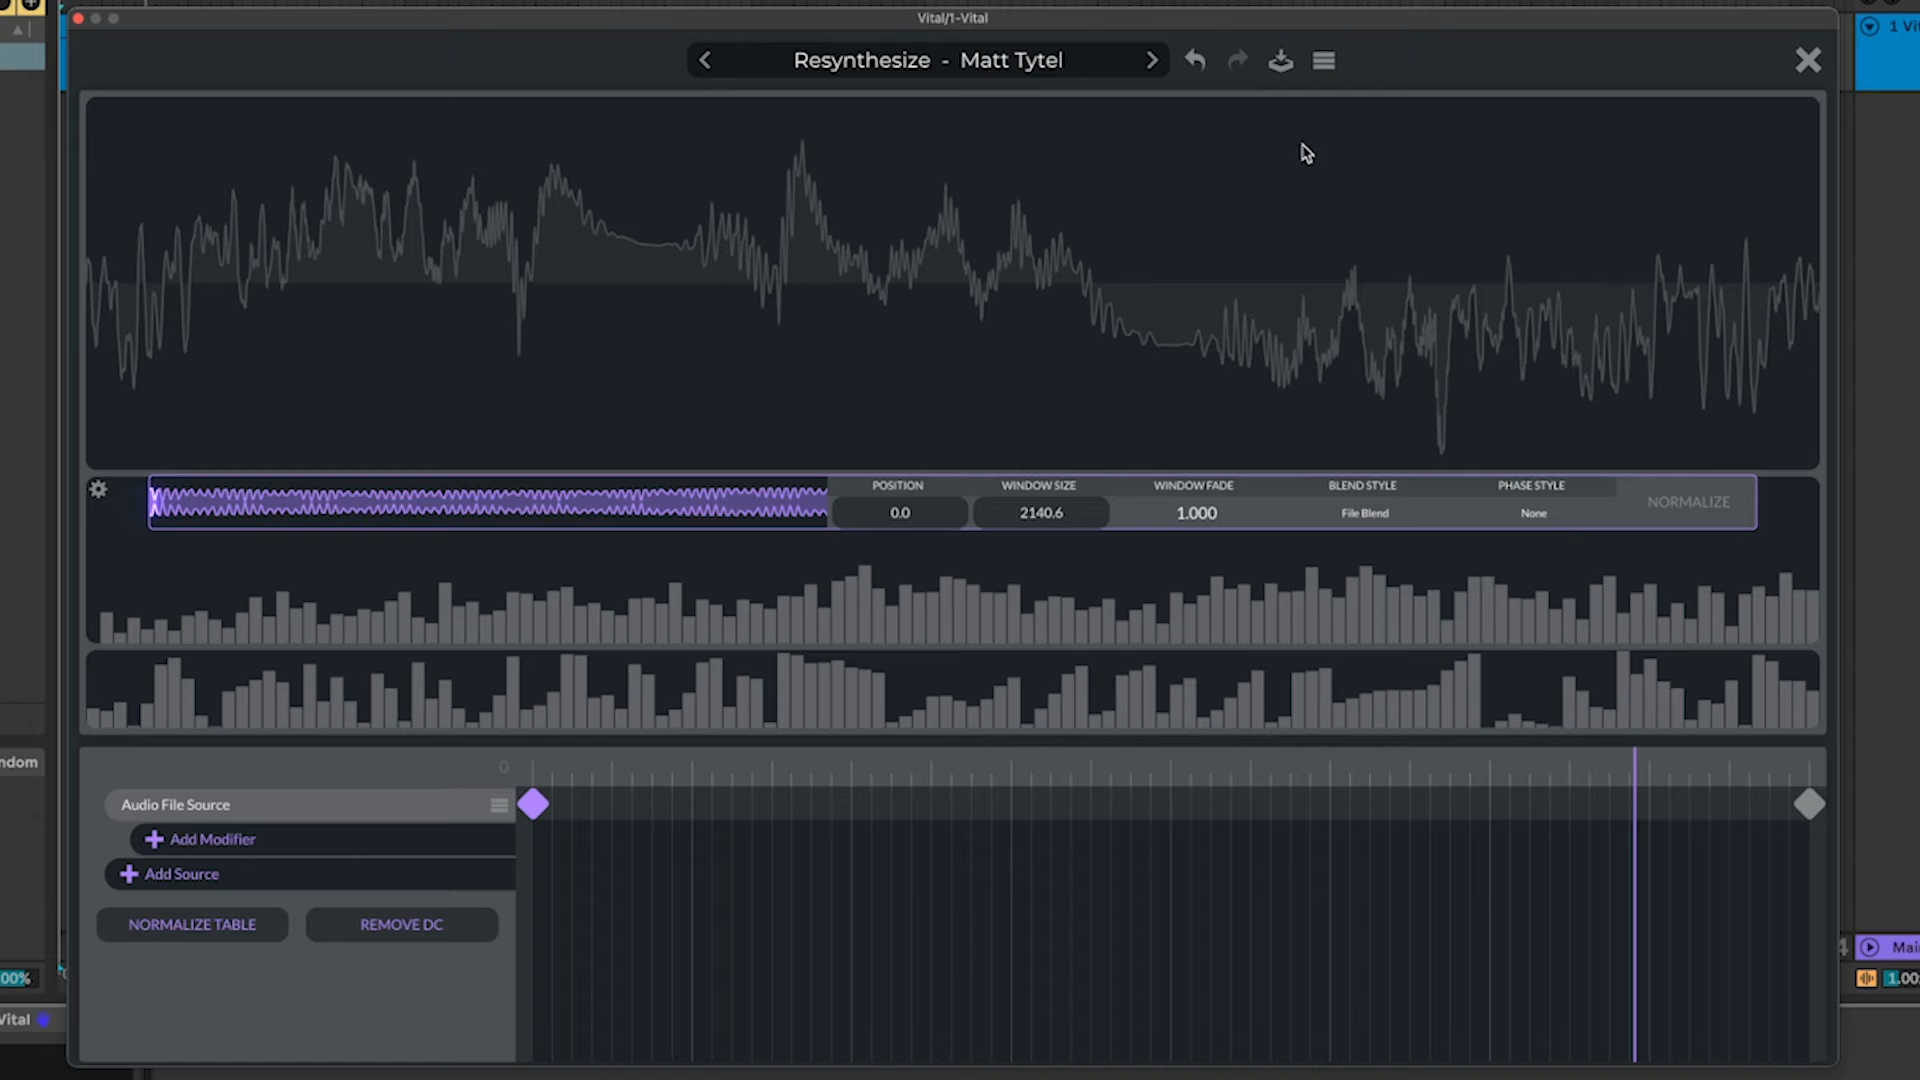 Vital/1-Vital
1 Vi
Resynthesize - Matt Tytel
POSITION
WINDOW SIZE
WINDOW FADE
BLEND STYLE
PHASE STYLE
NORMALIZE
0.0
2140.6
1.000
File Blend
None
ndom
0
Audio File Source
Add Modifier
Add Source
NORMALIZE TABLE
REMOVE DC
4
Mai
00%
1.00
Vital